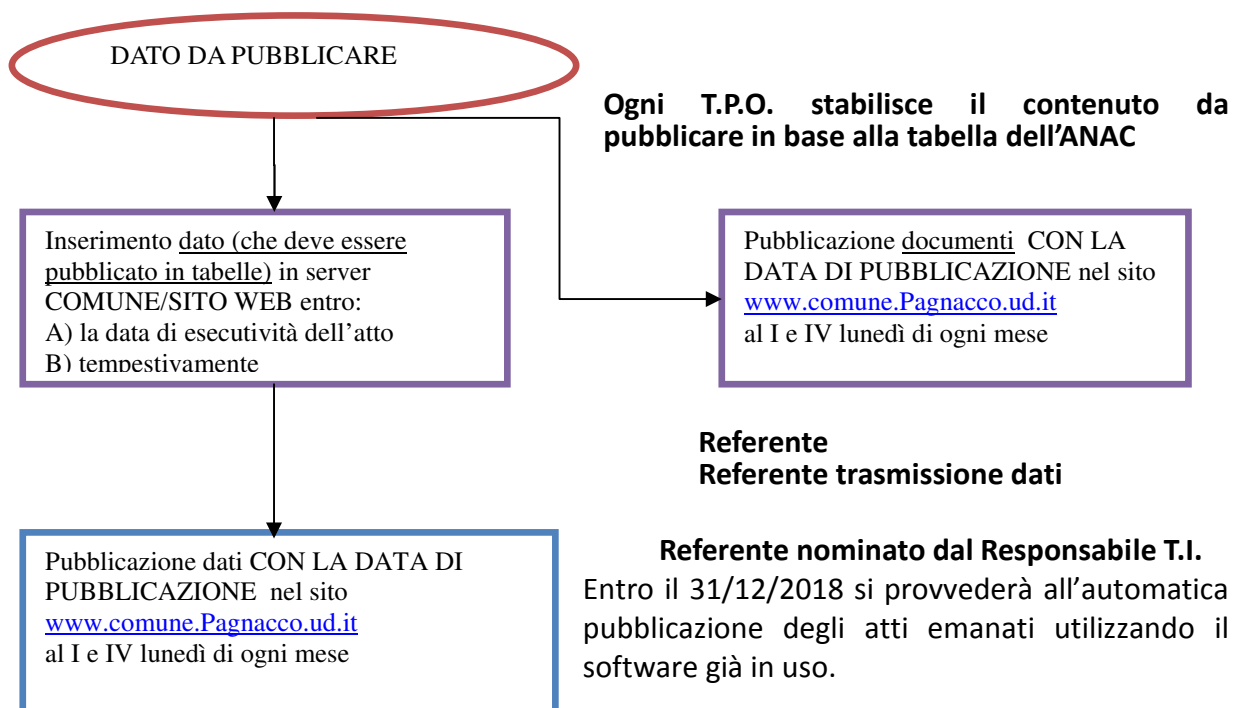 DATO DA PUBBLICARE
Ogni T.P.O. stabilisce il contenuto da
pubblicare in base alla tabella dell’ANAC
Inserimento dato (che deve essere
pubblicato in tabelle) in server
COMUNE/SITO WEB entro:
A) la data di esecutività dell’atto
B) tempestivamente
Pubblicazione documenti CON LA
DATA DI PUBBLICAZIONE nel sito
www.comune.Pagnacco.ud.it
al I e IV lunedì di ogni mese
Referente
Referente trasmissione dati
Referente nominato dal Responsabile T.I.
Entro il 31/12/2018 si provvederà all’automatica
pubblicazione degli atti emanati utilizzando il
software già in uso.
Pubblicazione dati CON LA DATA DI
PUBBLICAZIONE nel sito
www.comune.Pagnacco.ud.it
al I e IV lunedì di ogni mese